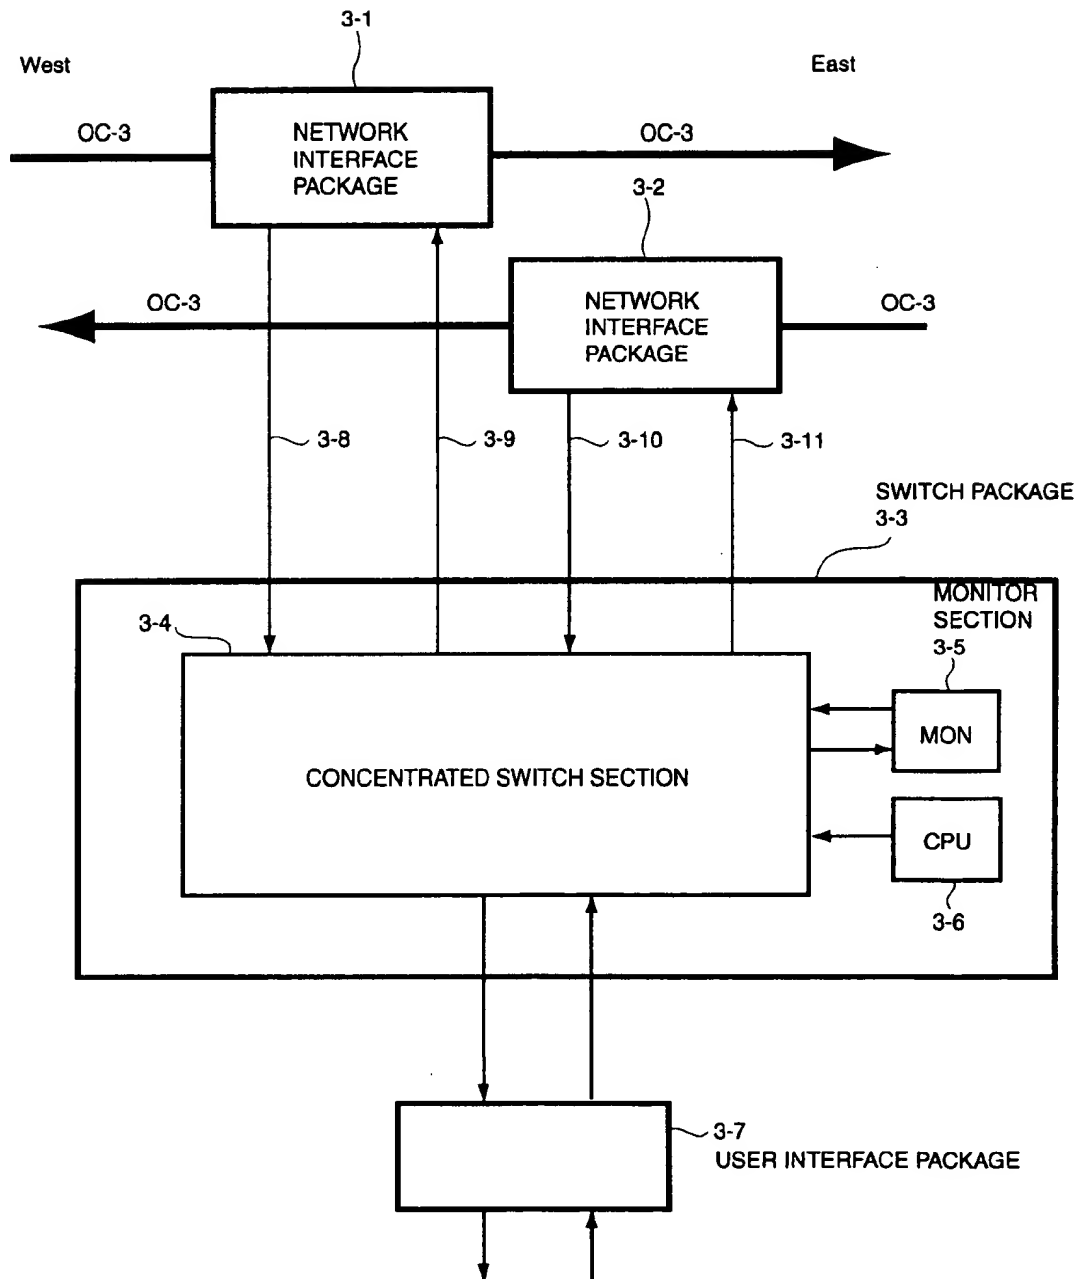 3-1
West
East
OC-3
NETWORK
INTERFACE
PACKAGE
OC-3
3-2
OC-3
NETWORK
INTERFACE
PACKAGE
OC-3
3-8
3-9
3-10
3-11
SWITCH PACKAGE
3-3
MONITOR
SECTION
3-5
3-4
MON
CONCENTRATED SWITCH SECTION
CPU
3-6
3-7
USER INTERFACE PACKAGE